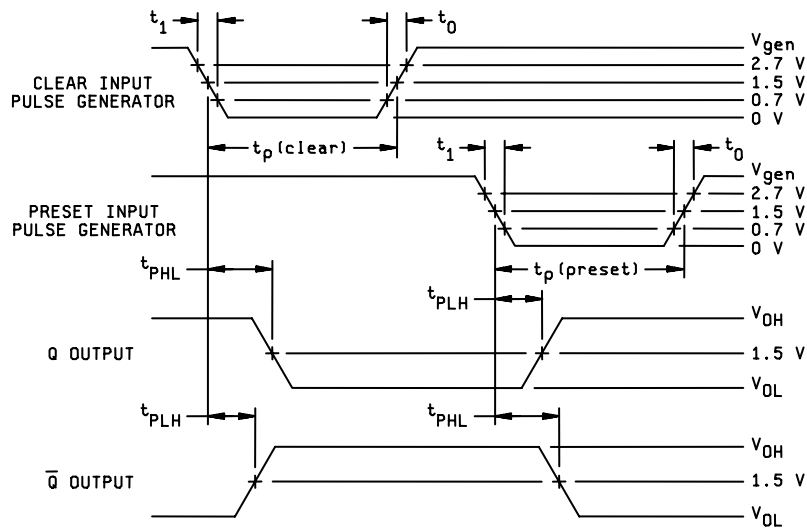 t1
t0
CLEAR INPUT
PULSE GENERATOR
Vgen
2.7 V
1.5 V
0.7 V
0 V
tp(clear)
t1
t0
PRESET INPUT
PULSE GENERATOR
Vgen
2.7 V
1.5 V
0.7 V
0 V
tPHL
tp(preset)
tPLH
Q OUTPUT
VOH
1.5 V
VOL
tPLH
tPHL
Q̅ OUTPUT
VOH
1.5 V
VOL